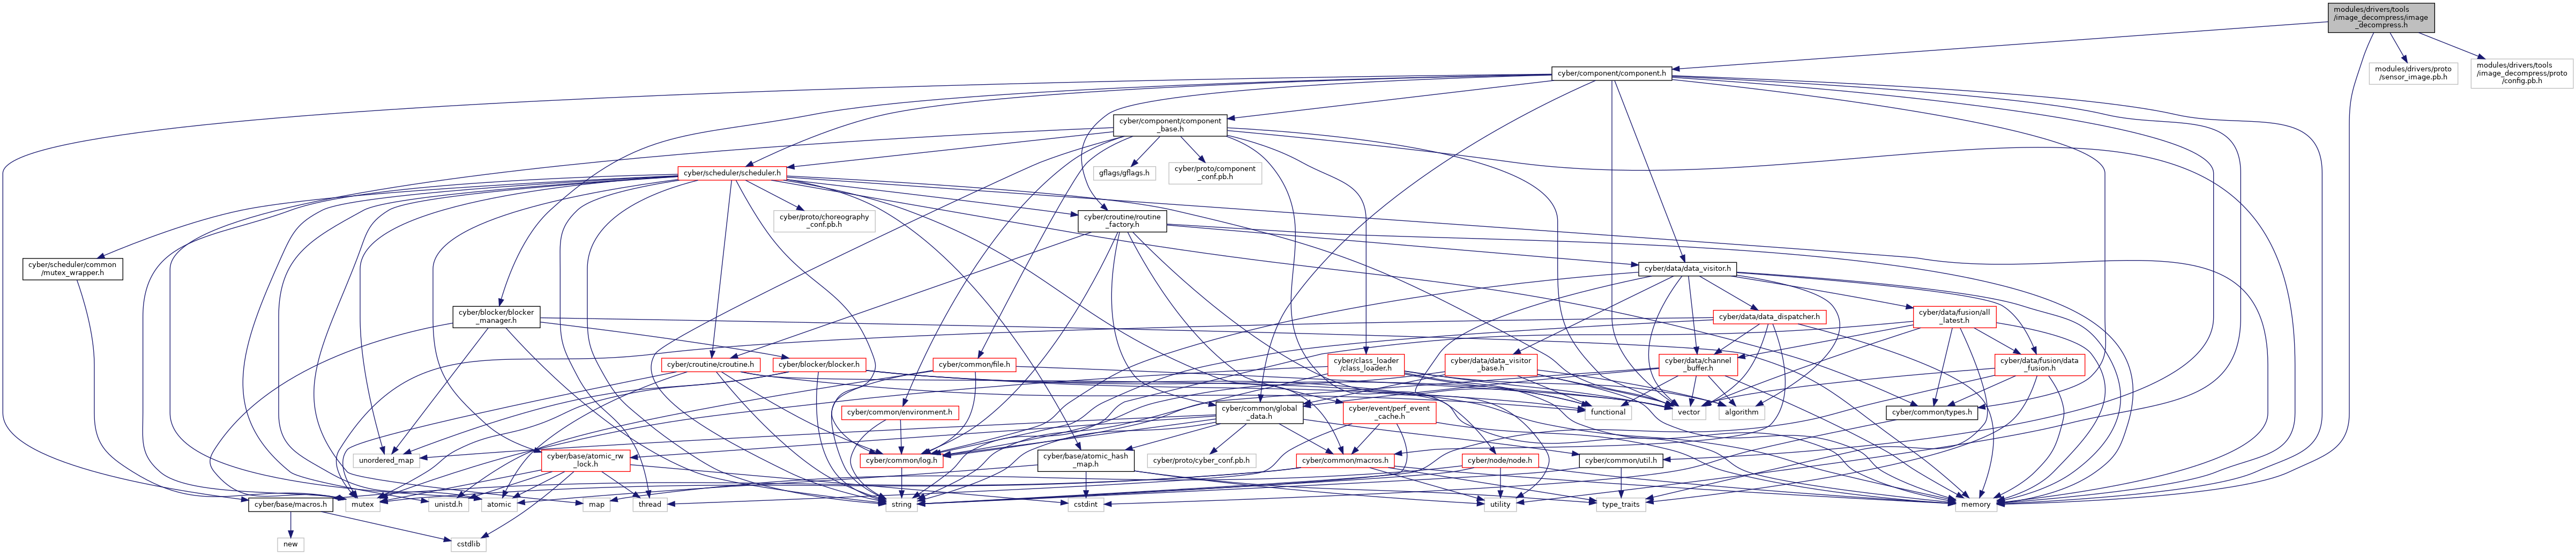 modules/drivers/tools
/image_decompress/image
_decompress.h
cyber/component/component.h
modules/drivers/proto
/sensor_image.pb.h
modules/drivers/tools
/image_decompress/proto
/config.pb.h
cyber/component/component
_base.h
cyber/scheduler/scheduler.h
gflags/gflags.h
cyber/proto/component
_conf.pb.h
cyber/proto/choreography
_conf.pb.h
cyber/croutine/routine
_factory.h
cyber/scheduler/common
/mutex_wrapper.h
cyber/data/data_visitor.h
cyber/blocker/blocker
_manager.h
cyber/data/data_dispatcher.h
cyber/data/fusion/all
_latest.h
cyber/croutine/croutine.h
cyber/blocker/blocker.h
cyber/common/file.h
cyber/class_loader
/class_loader.h
cyber/data/data_visitor
_base.h
cyber/data/channel
_buffer.h
cyber/data/fusion/data
_fusion.h
cyber/common/environment.h
cyber/common/global
_data.h
cyber/event/perf_event
_cache.h
functional
vector
algorithm
cyber/common/types.h
unordered_map
cyber/base/atomic_rw
_lock.h
cyber/common/log.h
cyber/base/atomic_hash
_map.h
cyber/proto/cyber_conf.pb.h
cyber/common/macros.h
cyber/node/node.h
cyber/common/util.h
cyber/base/macros.h
mutex
unistd.h
atomic
map
thread
string
cstdint
utility
type_traits
memory
new
cstdlib